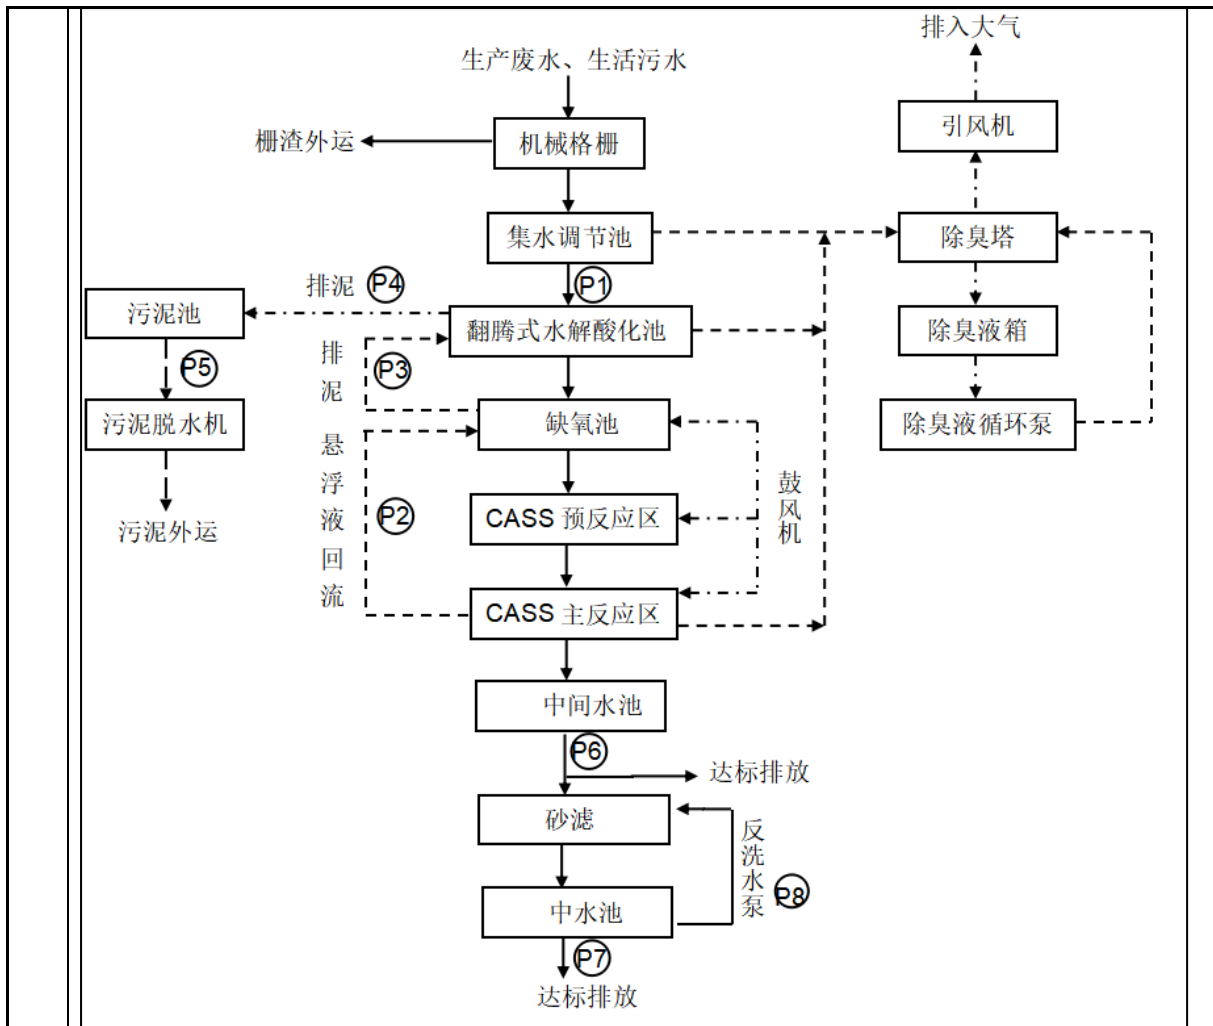 排入大气
生产废水、生活污水
引风机
栅渣外运
机械格栅
集水调节池
除臭塔
排泥
P4
P1
污泥池
翻腾式水解酸化池
除臭液箱
P5
排泥
P3
污泥脱水机
缺氧池
除臭液循环泵
悬浮液回流
P2
鼓风机
污泥外运
CASS 预反应区
CASS 主反应区
中间水池
P6
达标排放
砂滤
反洗水泵
P8
中水池
P7
达标排放